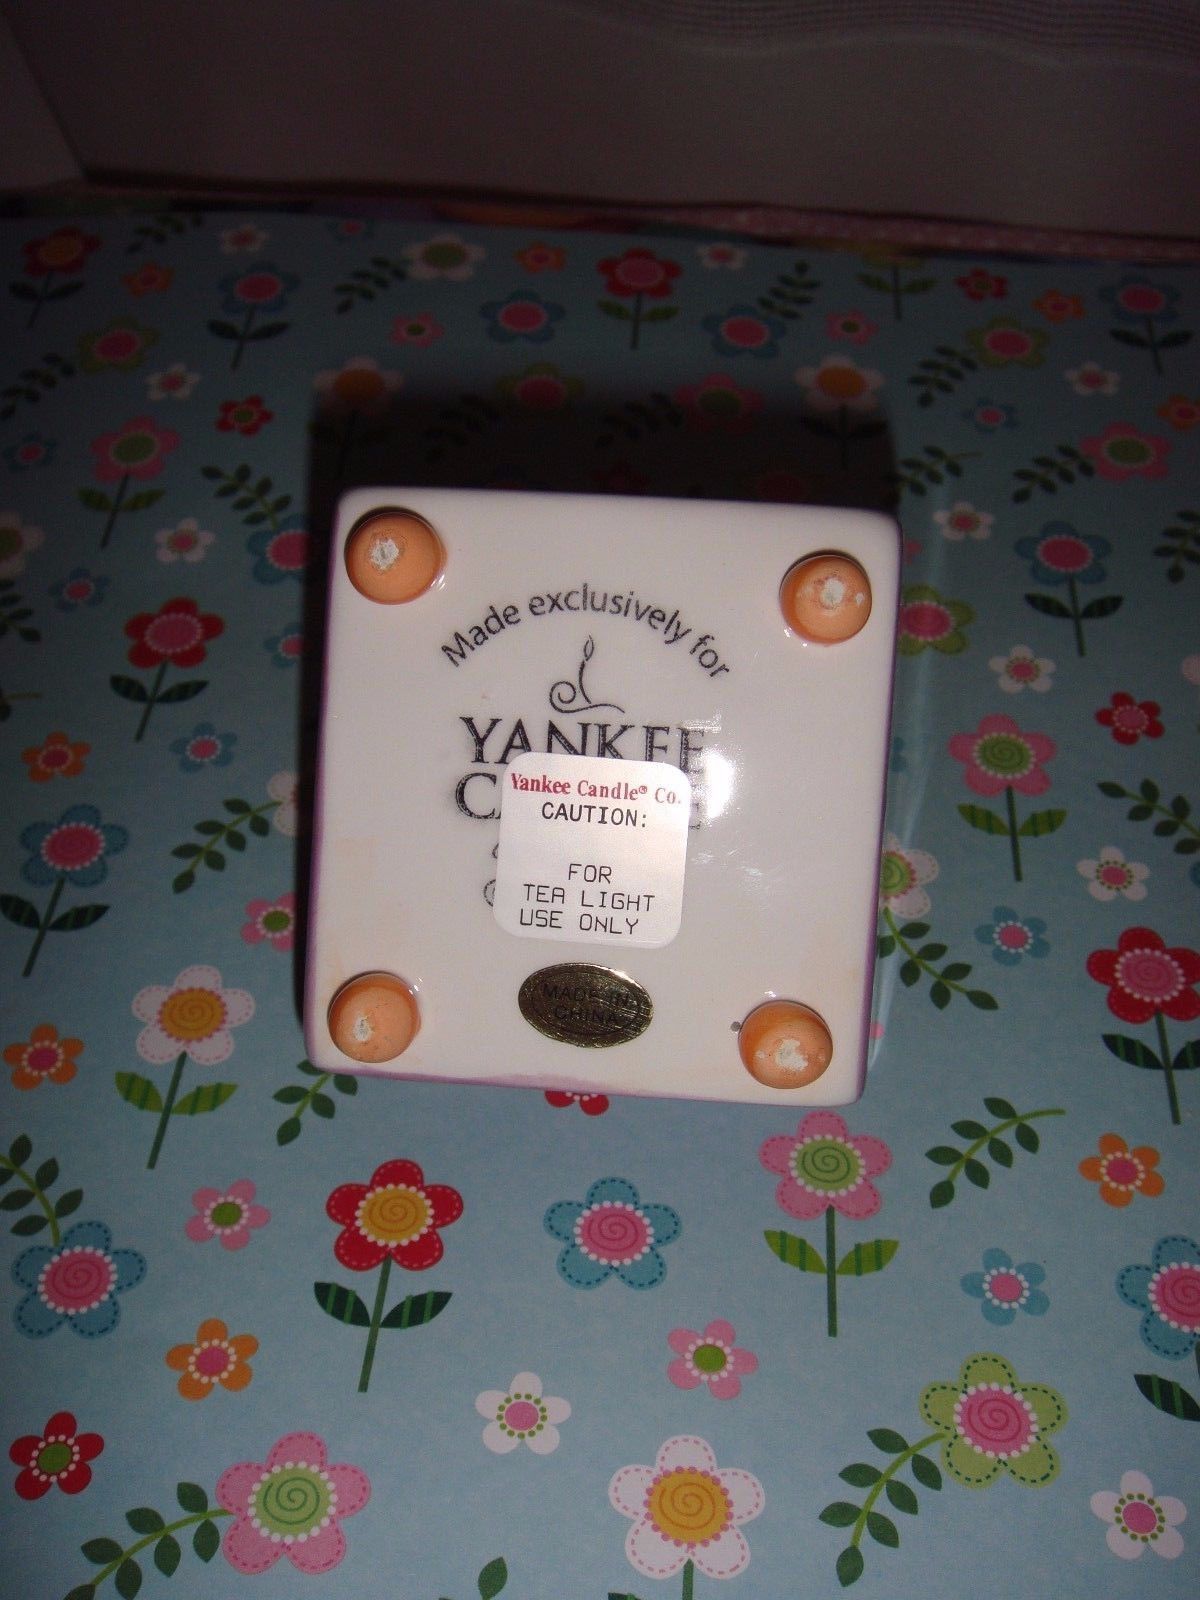 Made exclusively for
YANKEE
Yankee Candle® Co.
CAUTION:
FOR
TEA LIGHT
USE ONLY
MADE IN
CHINA